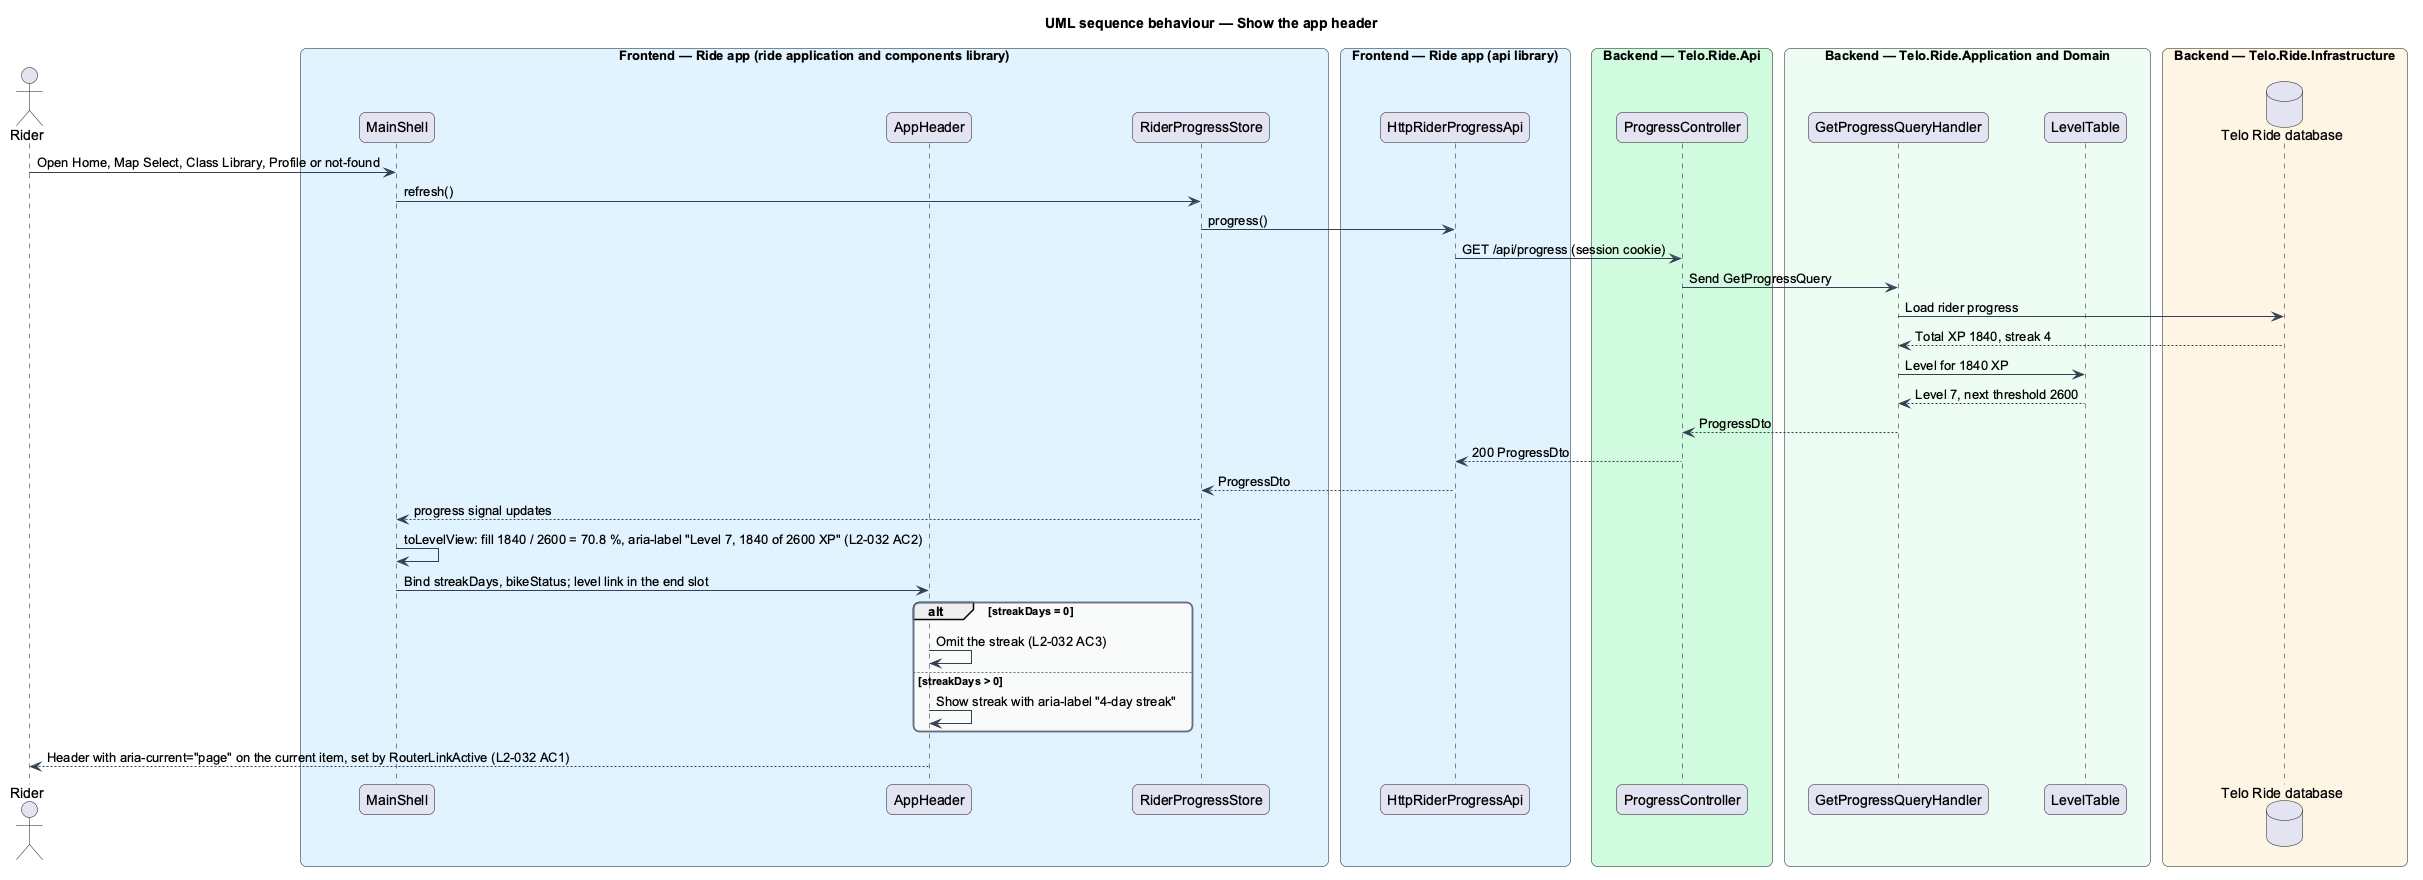 UML sequence behaviour — Show the app header
Frontend — Ride app (ride application and components library)
Frontend — Ride app (api library)
Backend — Telo.Ride.Api
Backend — Telo.Ride.Application and Domain
Backend — Telo.Ride.Infrastructure
Rider
MainShell
AppHeader
RiderProgressStore
HttpRiderProgressApi
ProgressController
GetProgressQueryHandler
LevelTable
Telo Ride database
Open Home, Map Select, Class Library, Profile or not-found
refresh()
progress()
GET /api/progress (session cookie)
Send GetProgressQuery
Load rider progress
Total XP 1840, streak 4
Level for 1840 XP
Level 7, next threshold 2600
ProgressDto
200 ProgressDto
ProgressDto
progress signal updates
toLevelView: fill 1840 / 2600 = 70.8 %, aria-label "Level 7, 1840 of 2600 XP" (L2-032 AC2)
Bind streakDays, bikeStatus; level link in the end slot
alt [streakDays = 0]
Omit the streak (L2-032 AC3)
[streakDays > 0]
Show streak with aria-label "4-day streak"
Header with aria-current="page" on the current item, set by RouterLinkActive (L2-032 AC1)
Rider
MainShell
AppHeader
RiderProgressStore
HttpRiderProgressApi
ProgressController
GetProgressQueryHandler
LevelTable
Telo Ride database